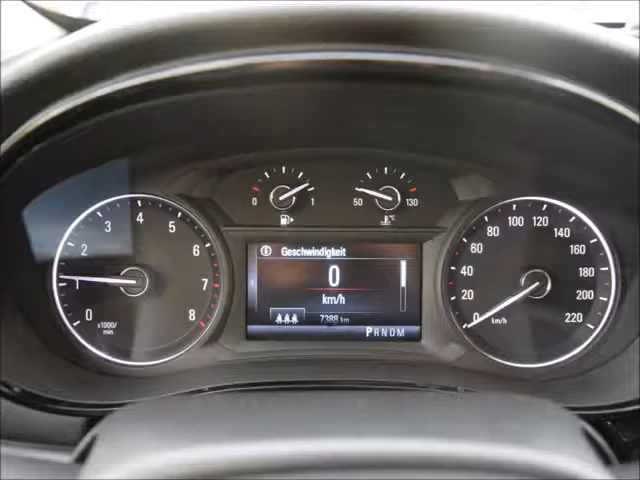 0 1
50 130
°C
0 1 2 3 4 5 6 7 8
x1000/
min
Geschwindigkeit
0
km/h
7388 km
PRNDM
0 20 40 60 80 100 120 140 160 180 200 220
km/h